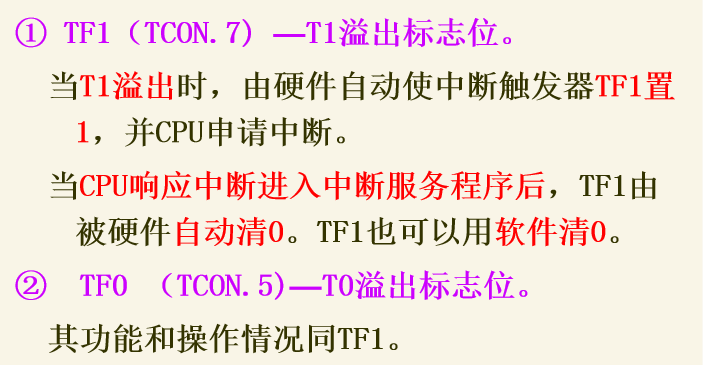 ① TF1（TCON.7）—T1溢出标志位。
当T1溢出时，由硬件自动使中断触发器TF1置
1，并CPU申请中断。
当CPU响应中断进入中断服务程序后，TF1由
被硬件自动清0。TF1也可以用软件清0。
② TF0 （TCON.5)—T0溢出标志位。
其功能和操作情况同TF1。